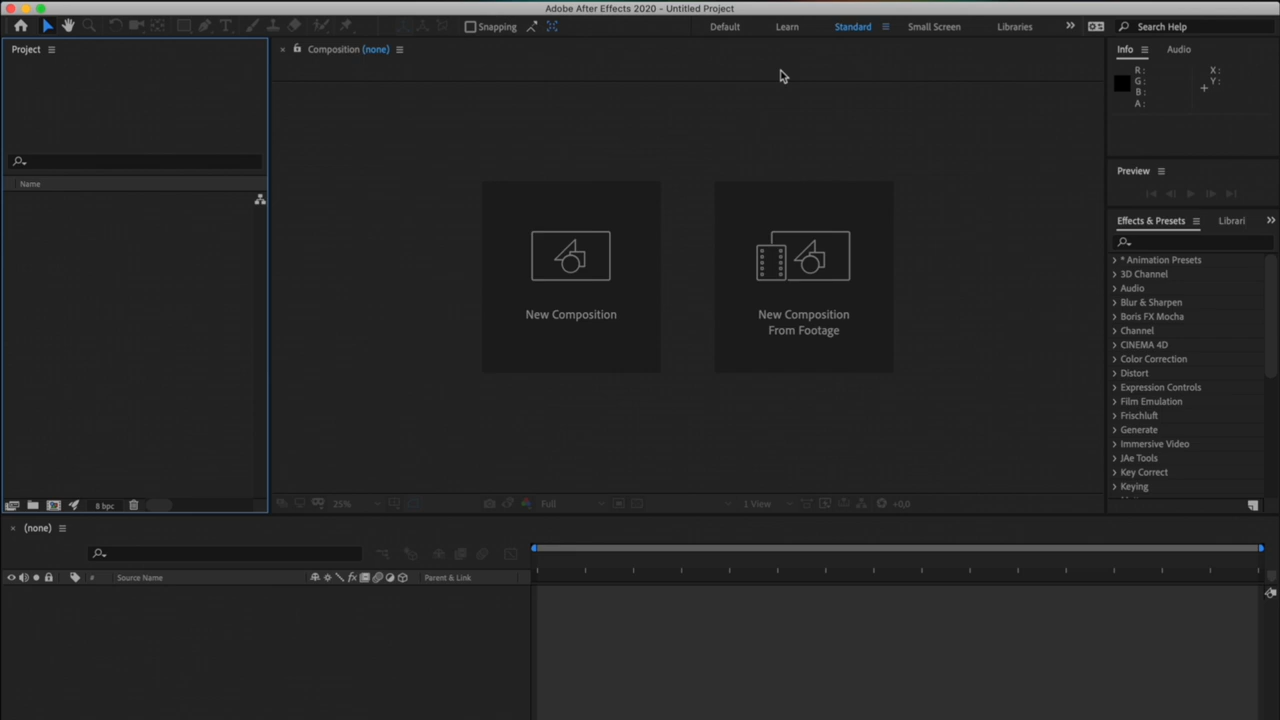 Adobe After Effects 2020 - Untitled Project
Snapping
Default
Learn
Standard
Small Screen
Libraries
Search Help
Project
Composition (none)
Info
Audio
R:
G:
B:
A:
X:
Y:
Preview
Name
Effects & Presets
Librari
* Animation Presets
3D Channel
Audio
Blur & Sharpen
Boris FX Mocha
Channel
CINEMA 4D
Color Correction
Distort
Expression Controls
Film Emulation
Frischluft
Generate
Immersive Video
JAe Tools
Key Correct
Keying
New Composition
New Composition
From Footage
8 bpc
25%
Full
1 View
+0,0
(none)
#
Source Name
fx
Parent & Link